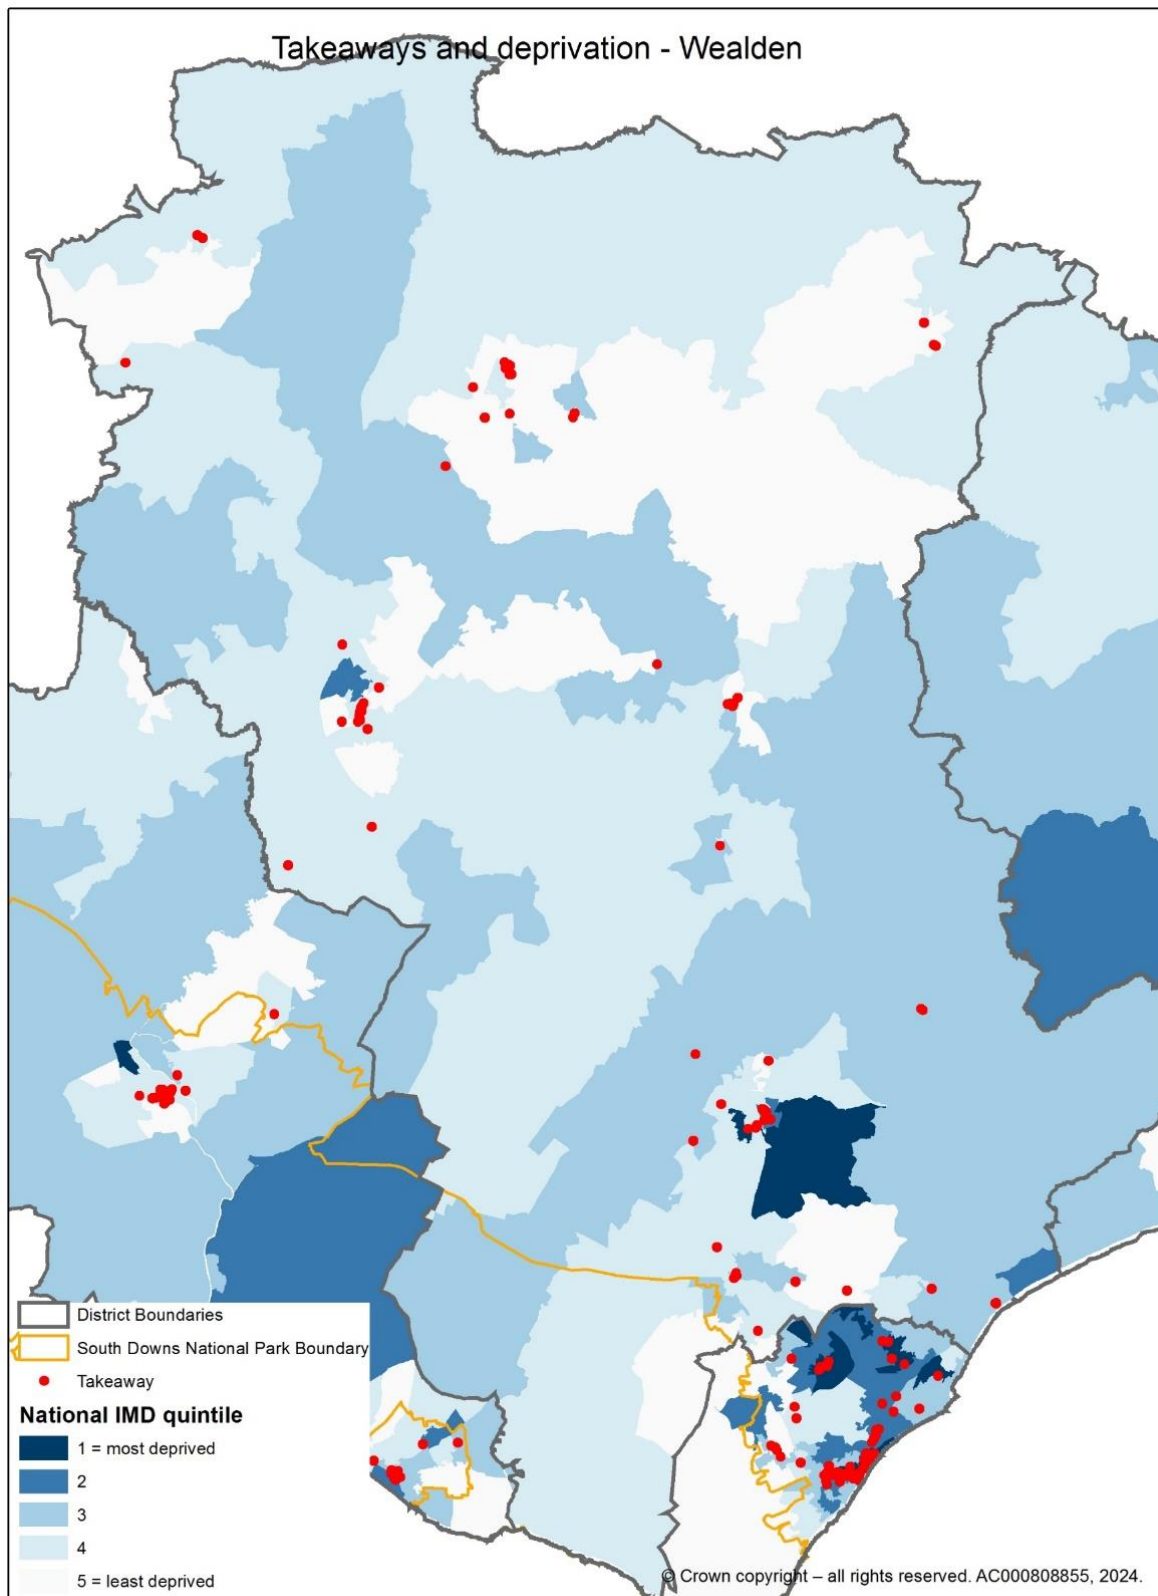 Takeaways and deprivation - Wealden
District Boundaries
South Downs National Park Boundary
Takeaway
National IMD quintile
1 = most deprived
2
3
4
5 = least deprived
© Crown copyright – all rights reserved. AC000808855, 2024.